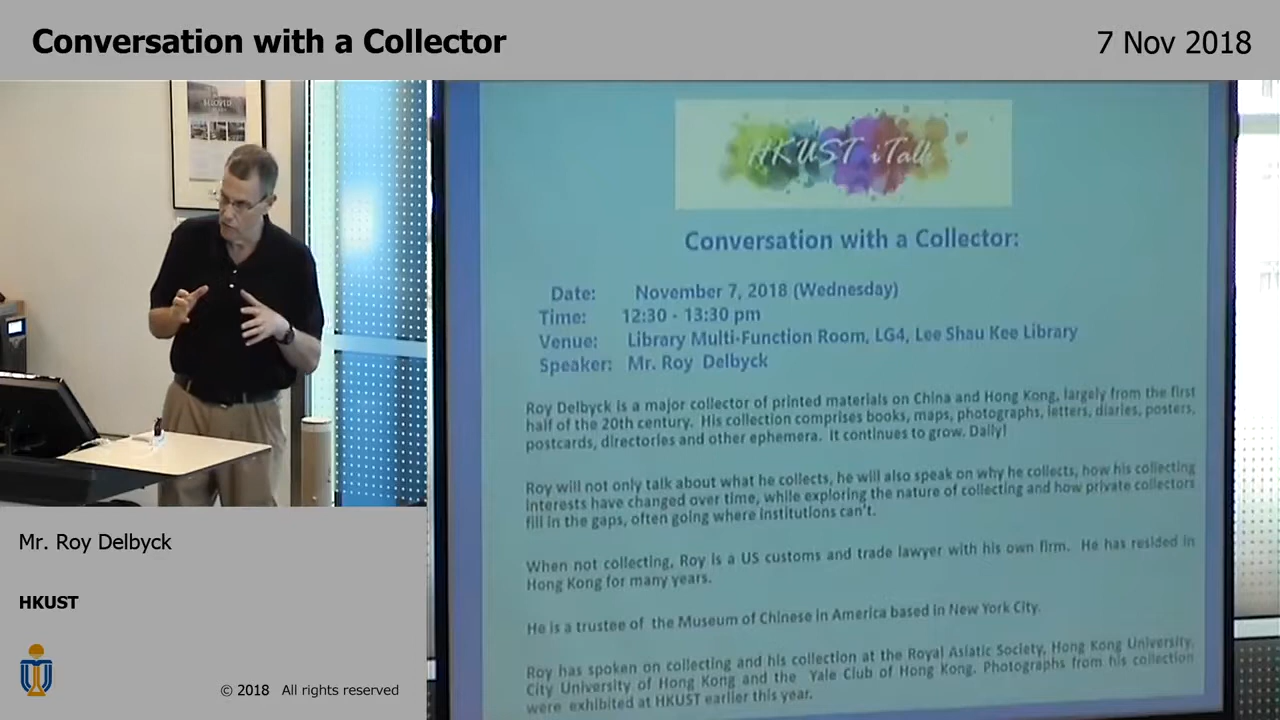 Conversation with a Collector
7 Nov 2018
HKUST iTalk
Conversation with a Collector:
Date: November 7, 2018 (Wednesday)
Time: 12:30 - 13:30 pm
Venue: Library Multi-Function Room, LG4, Lee Shau Kee Library
Speaker: Mr. Roy Delbyck
Roy Delbyck is a major collector of printed materials on China and Hong Kong, largely from the first
half of the 20th century. His collection comprises books, maps, photographs, letters, diaries, posters,
postcards, directories and other ephemera. It continues to grow. Daily!
Roy will not only talk about what he collects, he will also speak on why he collects, how his collecting
interests have changed over time, while exploring the nature of collecting and how private collectors
fill in the gaps, often going where institutions can't.
When not collecting, Roy is a US customs and trade lawyer with his own firm. He has resided in
Hong Kong for many years.
He is a trustee of the Museum of Chinese in America based in New York City.
Roy has spoken on collecting and his collection at the Royal Asiatic Society, Hong Kong University,
City University of Hong Kong and the Yale Club of Hong Kong. Photographs from his collection
were exhibited at HKUST earlier this year.
Mr. Roy Delbyck
HKUST
© 2018 All rights reserved